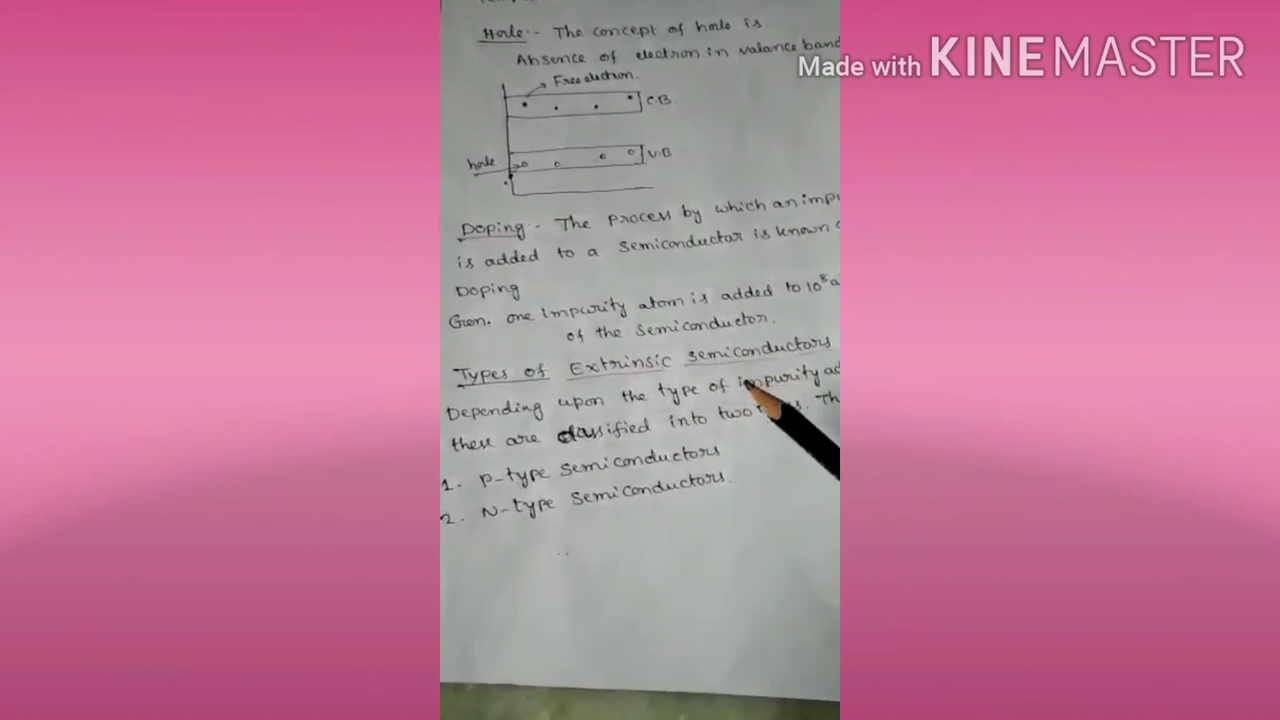 Hole:- The concept of hole is.
Absence of electron in valance band
Free electron.
C.B
hole
V.B
Doping:- The process by which an impu
is added to a semiconductor is known
Doping
Gen. one impurity atom is added to 10⁸ a
of the semiconductor.
Types of Extrinsic semiconductors
Depending upon the type of impurity ad
these are classified into two Th
1. P-type semiconductors
2. N-type semiconductors.
Made with KINEMASTER